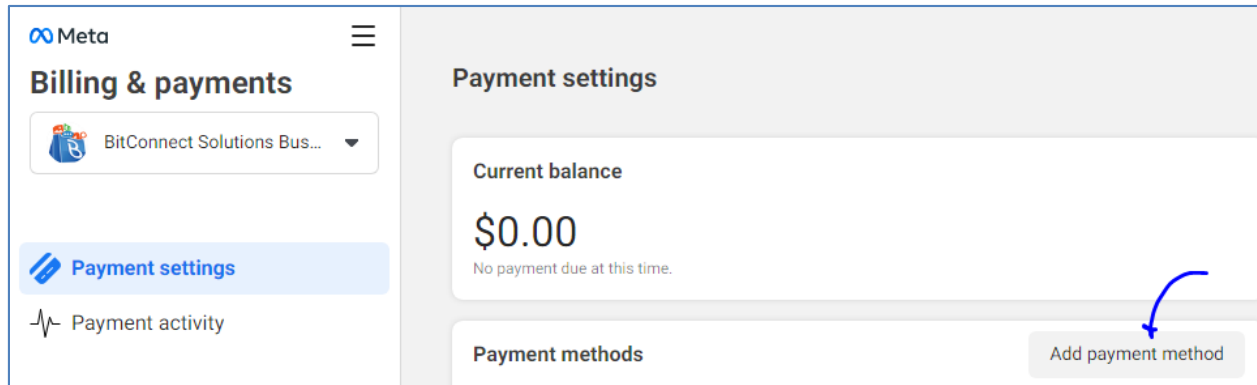 Meta
Billing & payments
BitConnect Solutions Bus...
Payment settings
Payment activity
Payment settings
Current balance
$0.00
No payment due at this time.
Payment methods
Add payment method